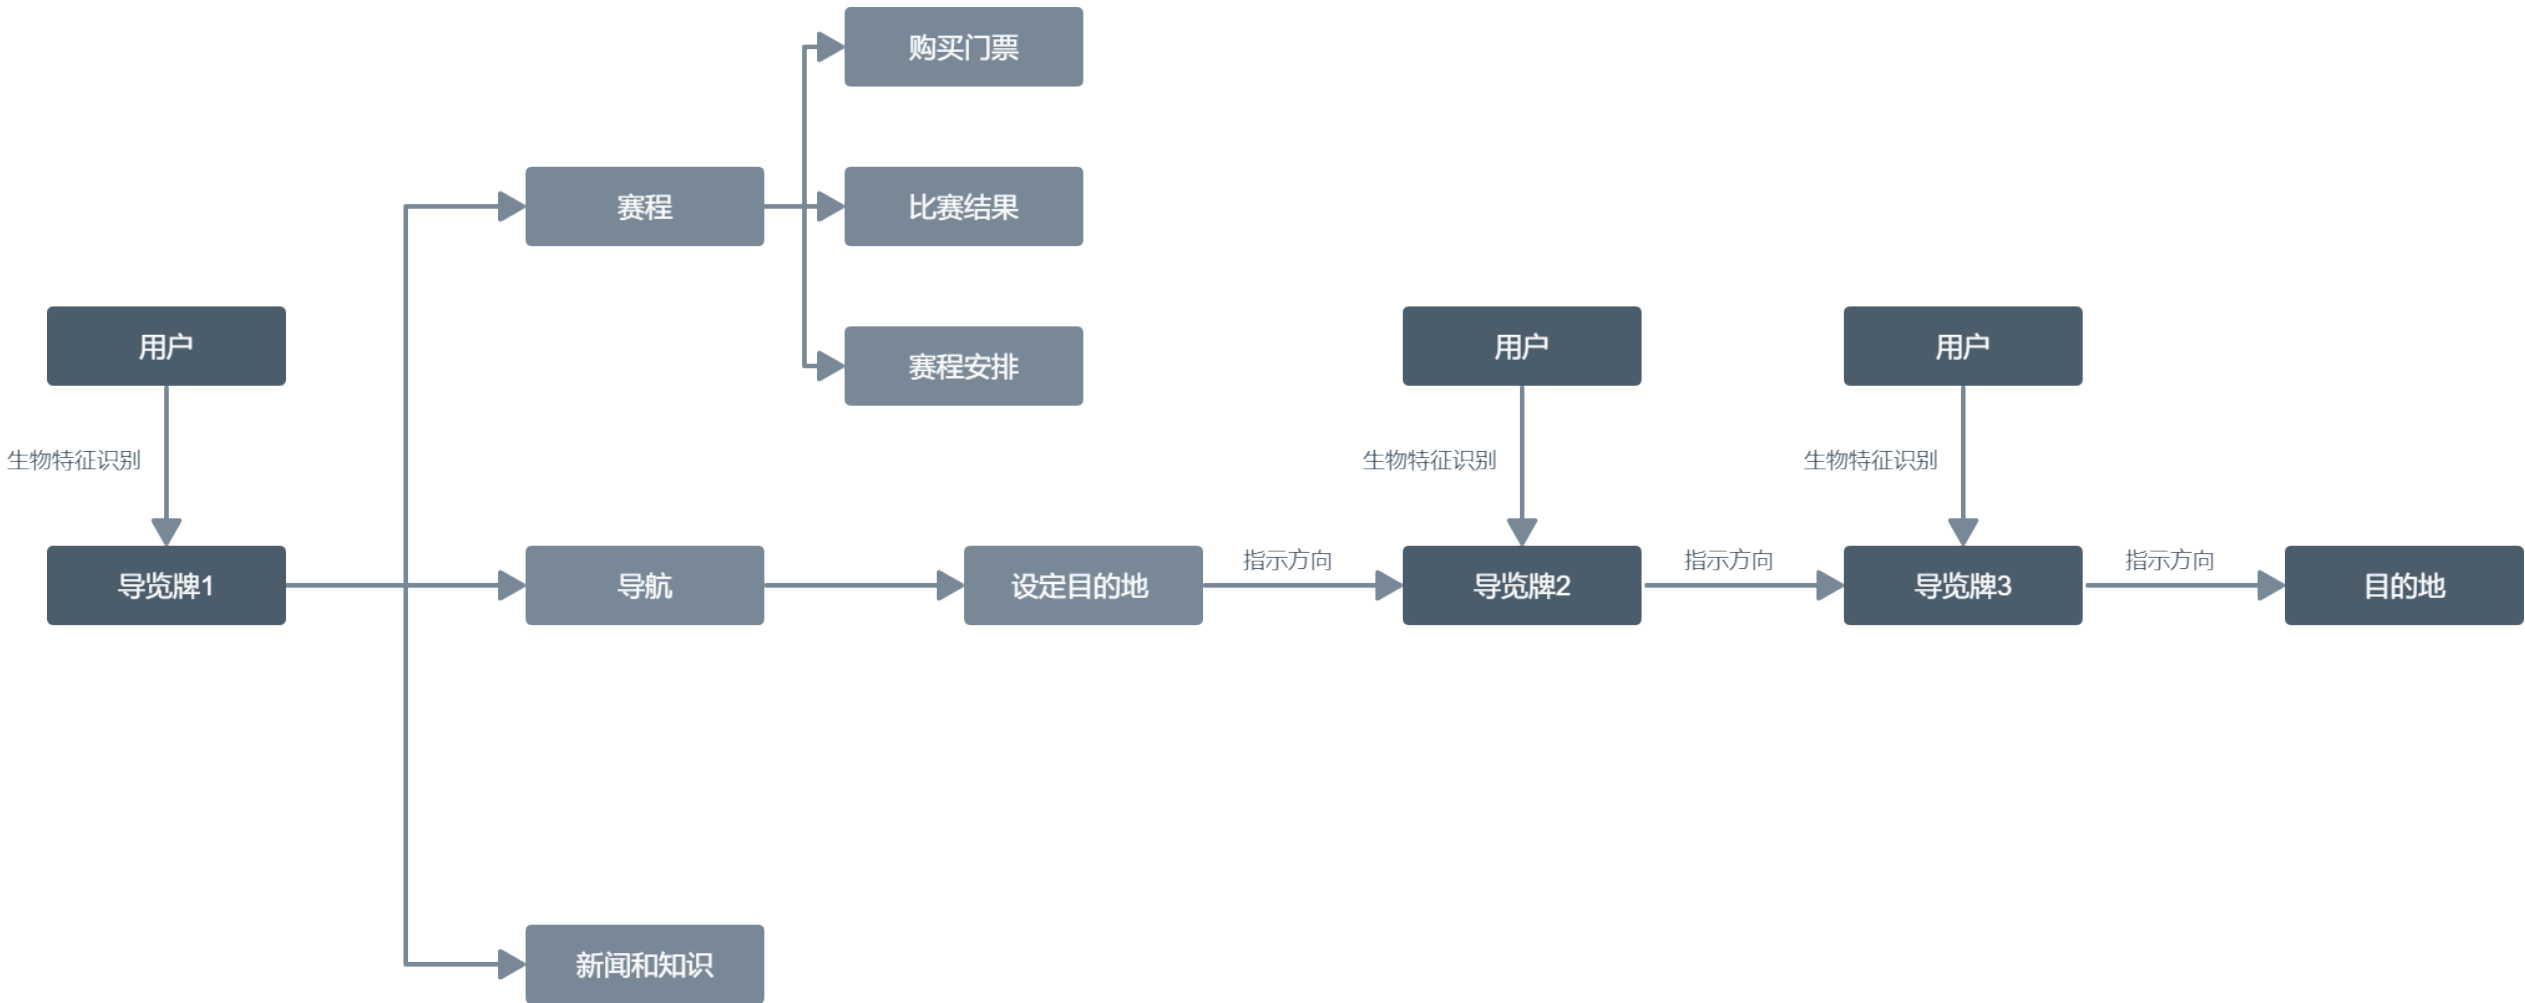 购买门票
赛程
比赛结果
赛程安排
用户
用户
用户
生物特征识别
生物特征识别
生物特征识别
导览牌1
导航
设定目的地
指示方向
导览牌2
指示方向
导览牌3
指示方向
目的地
新闻和知识